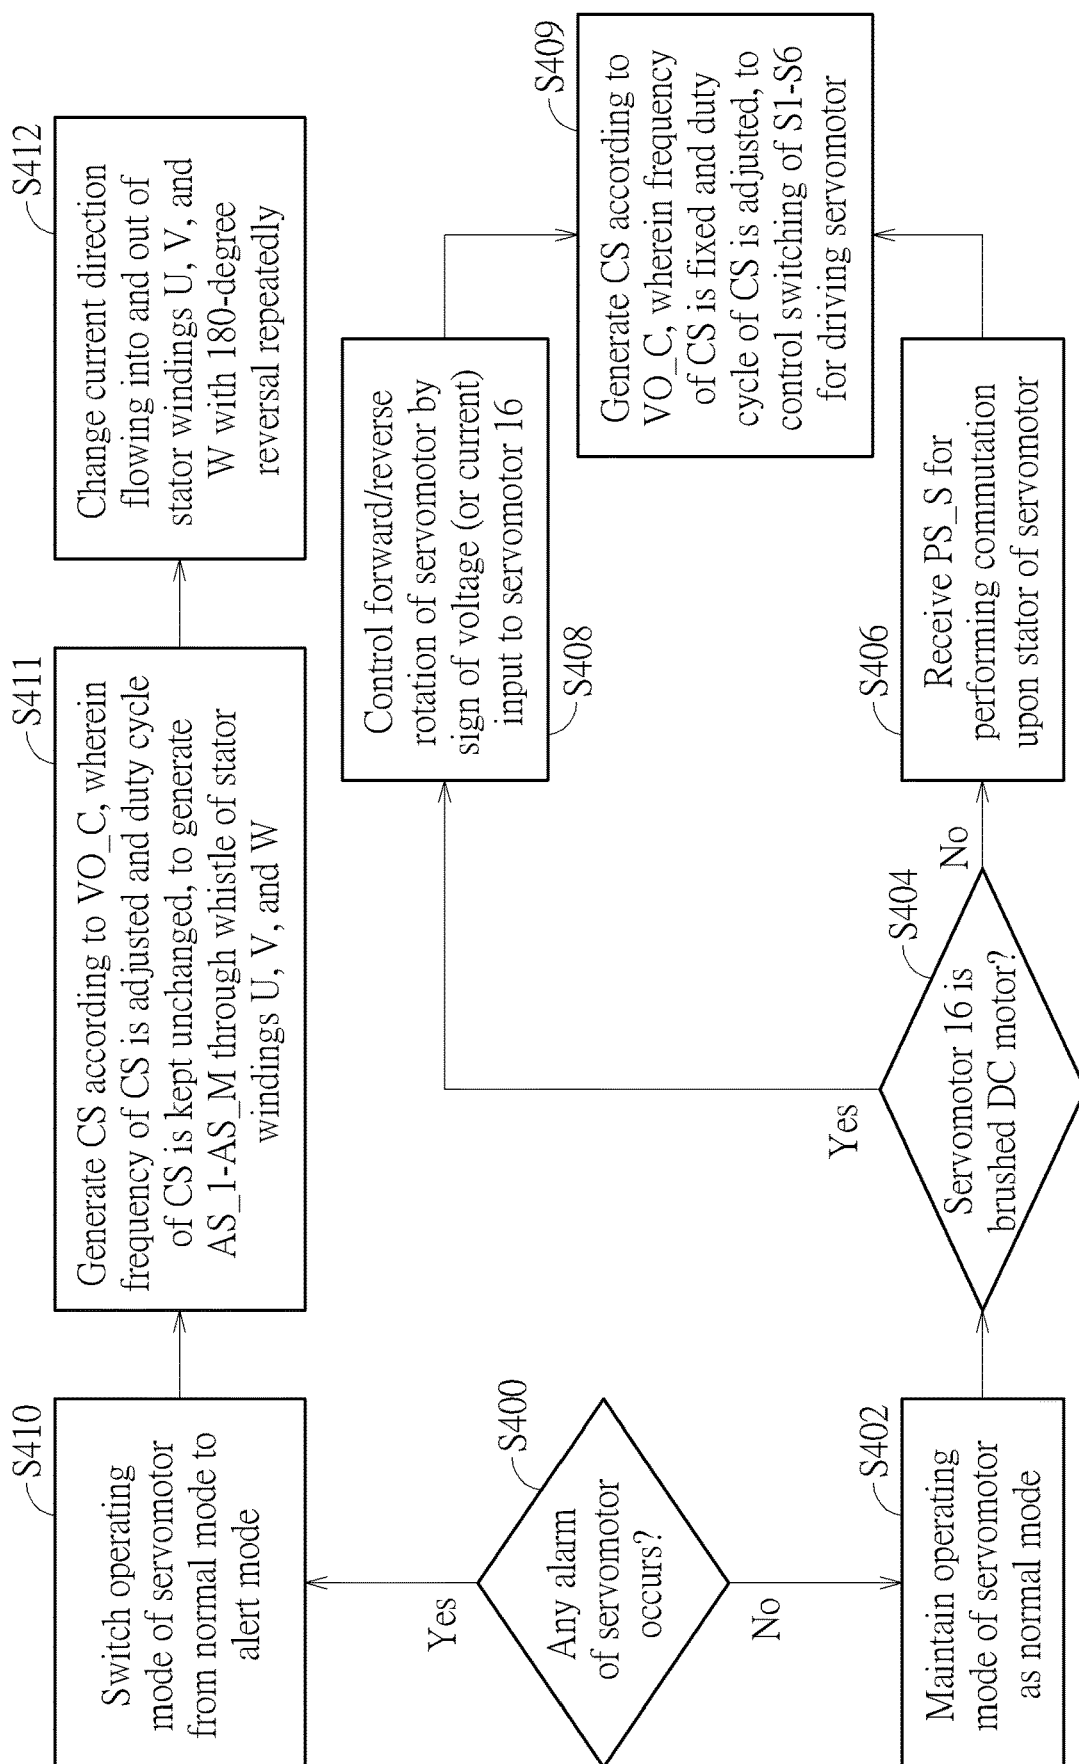 S410
Switch operating
mode of servomotor
from normal mode to
alert mode
S411
Generate CS according to VO_C, wherein
frequency of CS is adjusted and duty cycle
of CS is kept unchanged, to generate
AS_1-AS_M through whistle of stator
windings U, V, and W
S412
Change current direction
flowing into and out of
stator windings U, V, and
W with 180-degree
reversal repeatedly
Yes
S400
Any alarm
of servomotor
occurs?
No
S402
Maintain operating
mode of servomotor
as normal mode
S404
Servomotor 16 is
brushed DC motor?
Yes
No
Control forward/reverse
rotation of servomotor by
sign of voltage (or current)
input to servomotor 16
S408
S406
Receive PS_S for
performing commutation
upon stator of servomotor
S409
Generate CS according to
VO_C, wherein frequency
of CS is fixed and duty
cycle of CS is adjusted, to
control switching of S1-S6
for driving servomotor